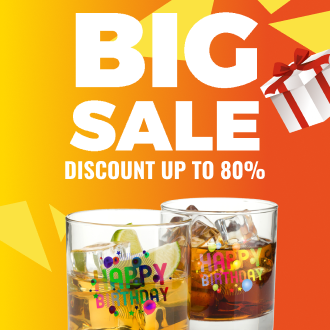 BIG
SALE
DISCOUNT UP TO 80%
HAPPY
BIRTHDAY
HAPPY
BIRTHDAY